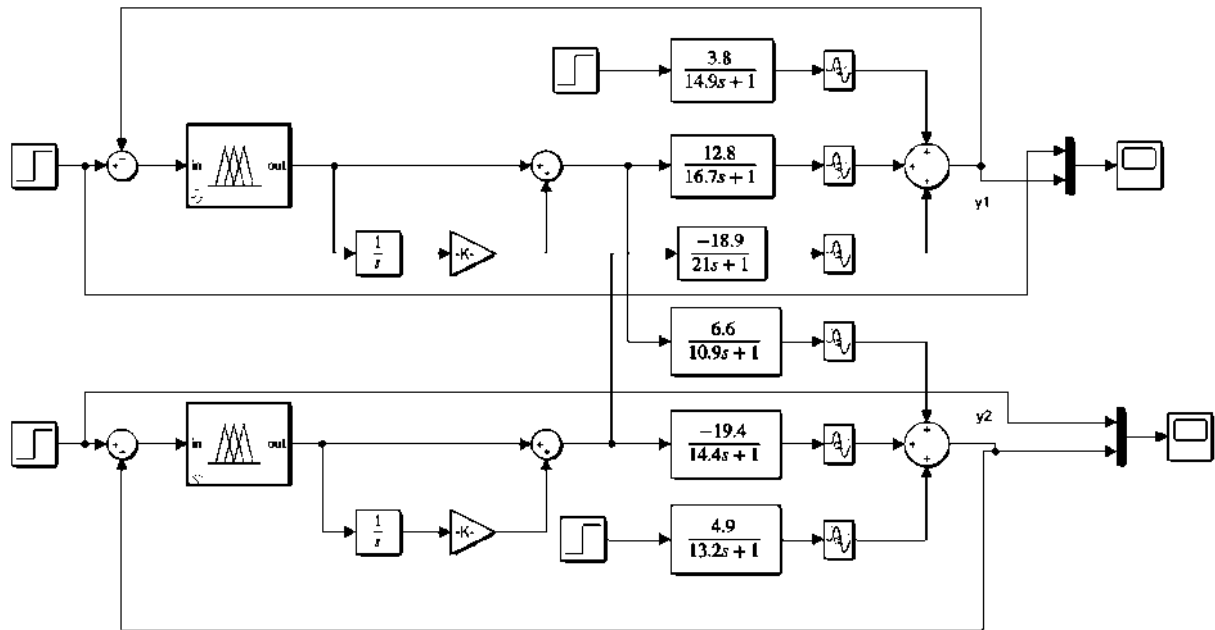 3.8
14.9s + 1
in
out
12.8
16.7s + 1
y1
1
s
-K-
-18.9
21s + 1
6.6
10.9s + 1
y2
in
out
-19.4
14.4s + 1
1
s
-K-
4.9
13.2s + 1